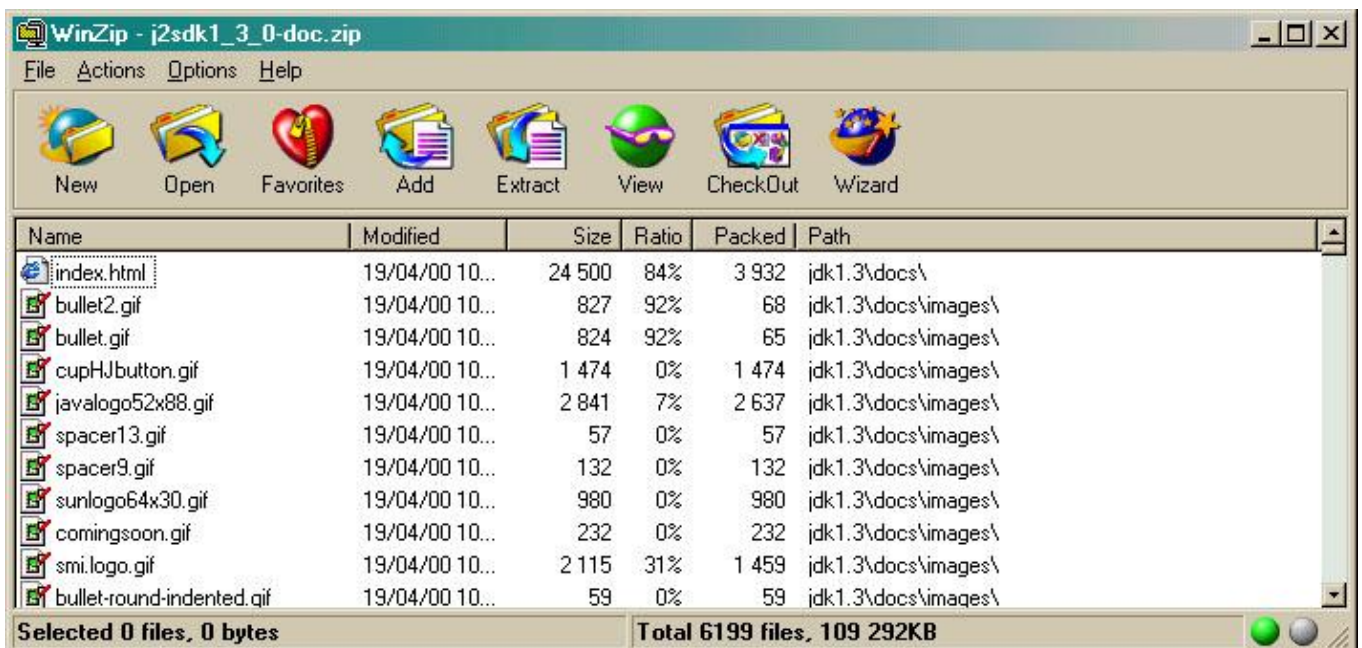 WinZip - j2sdk1_3_0-doc.zip
File Actions Options Help
New Open Favorites Add Extract View CheckOut Wizard
Name Modified Size Ratio Packed Path
index.html 19/04/00 10... 24 500 84% 3 932 jdk1.3\docs\
bullet2.gif 19/04/00 10... 827 92% 68 jdk1.3\docs\images\
bullet.gif 19/04/00 10... 824 92% 65 jdk1.3\docs\images\
cupHJbutton.gif 19/04/00 10... 1 474 0% 1 474 jdk1.3\docs\images\
javalogo52x88.gif 19/04/00 10... 2 841 7% 2 637 jdk1.3\docs\images\
spacer13.gif 19/04/00 10... 57 0% 57 jdk1.3\docs\images\
spacer9.gif 19/04/00 10... 132 0% 132 jdk1.3\docs\images\
sunlogo64x30.gif 19/04/00 10... 980 0% 980 jdk1.3\docs\images\
comingsoon.gif 19/04/00 10... 232 0% 232 jdk1.3\docs\images\
smi.logo.gif 19/04/00 10... 2 115 31% 1 459 jdk1.3\docs\images\
bullet-round-indented.gif 19/04/00 10... 59 0% 59 jdk1.3\docs\images\
Selected 0 files, 0 bytes Total 6199 files, 109 292KB